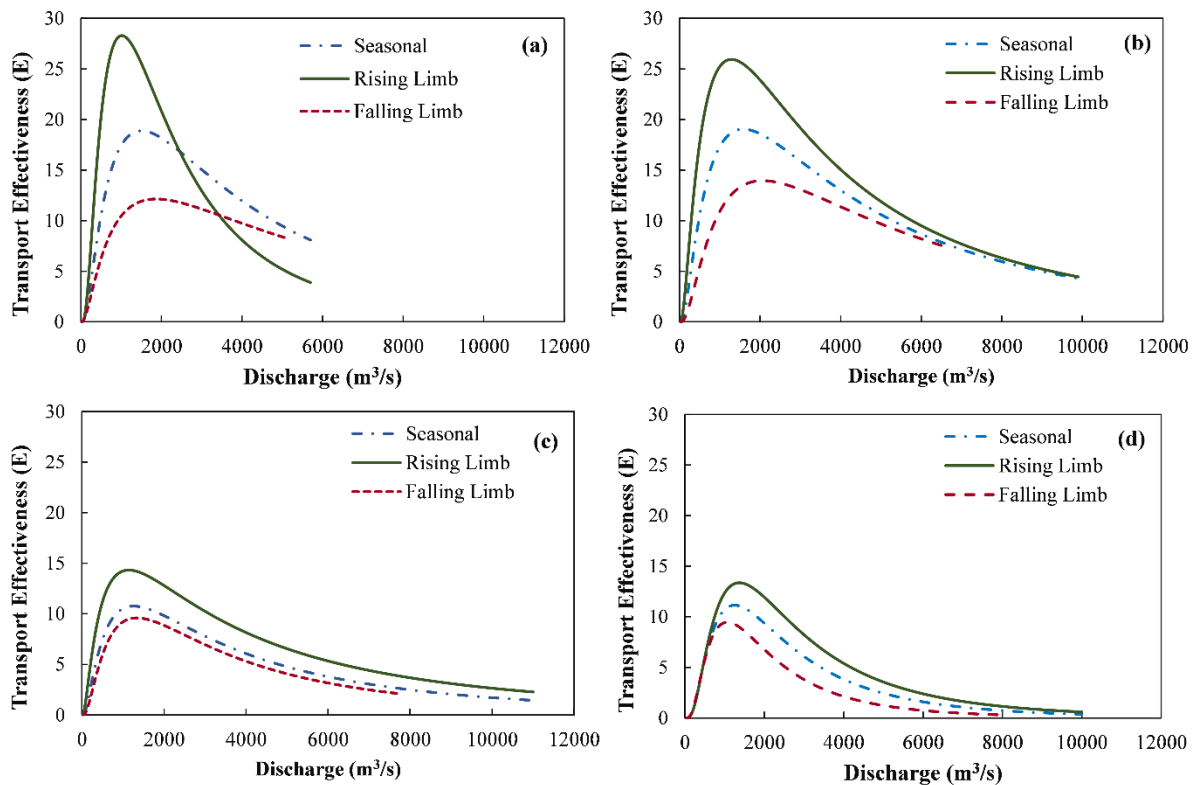 30
25
20
15
10
5
0
Transport Effectiveness (E)
Seasonal
Rising Limb
Falling Limb
(a)
0 2000 4000 6000 8000 10000 12000
Discharge (m³/s)
30
25
20
15
10
5
0
Transport Effectiveness (E)
Seasonal
Rising Limb
Falling Limb
(b)
0 2000 4000 6000 8000 10000 12000
Discharge (m³/s)
30
25
20
15
10
5
0
Transport Effectiveness (E)
Seasonal
Rising Limb
Falling Limb
(c)
0 2000 4000 6000 8000 10000 12000
Discharge (m³/s)
30
25
20
15
10
5
0
Transport Effectiveness (E)
Seasonal
Rising Limb
Falling Limb
(d)
0 2000 4000 6000 8000 10000 12000
Discharge (m³/s)